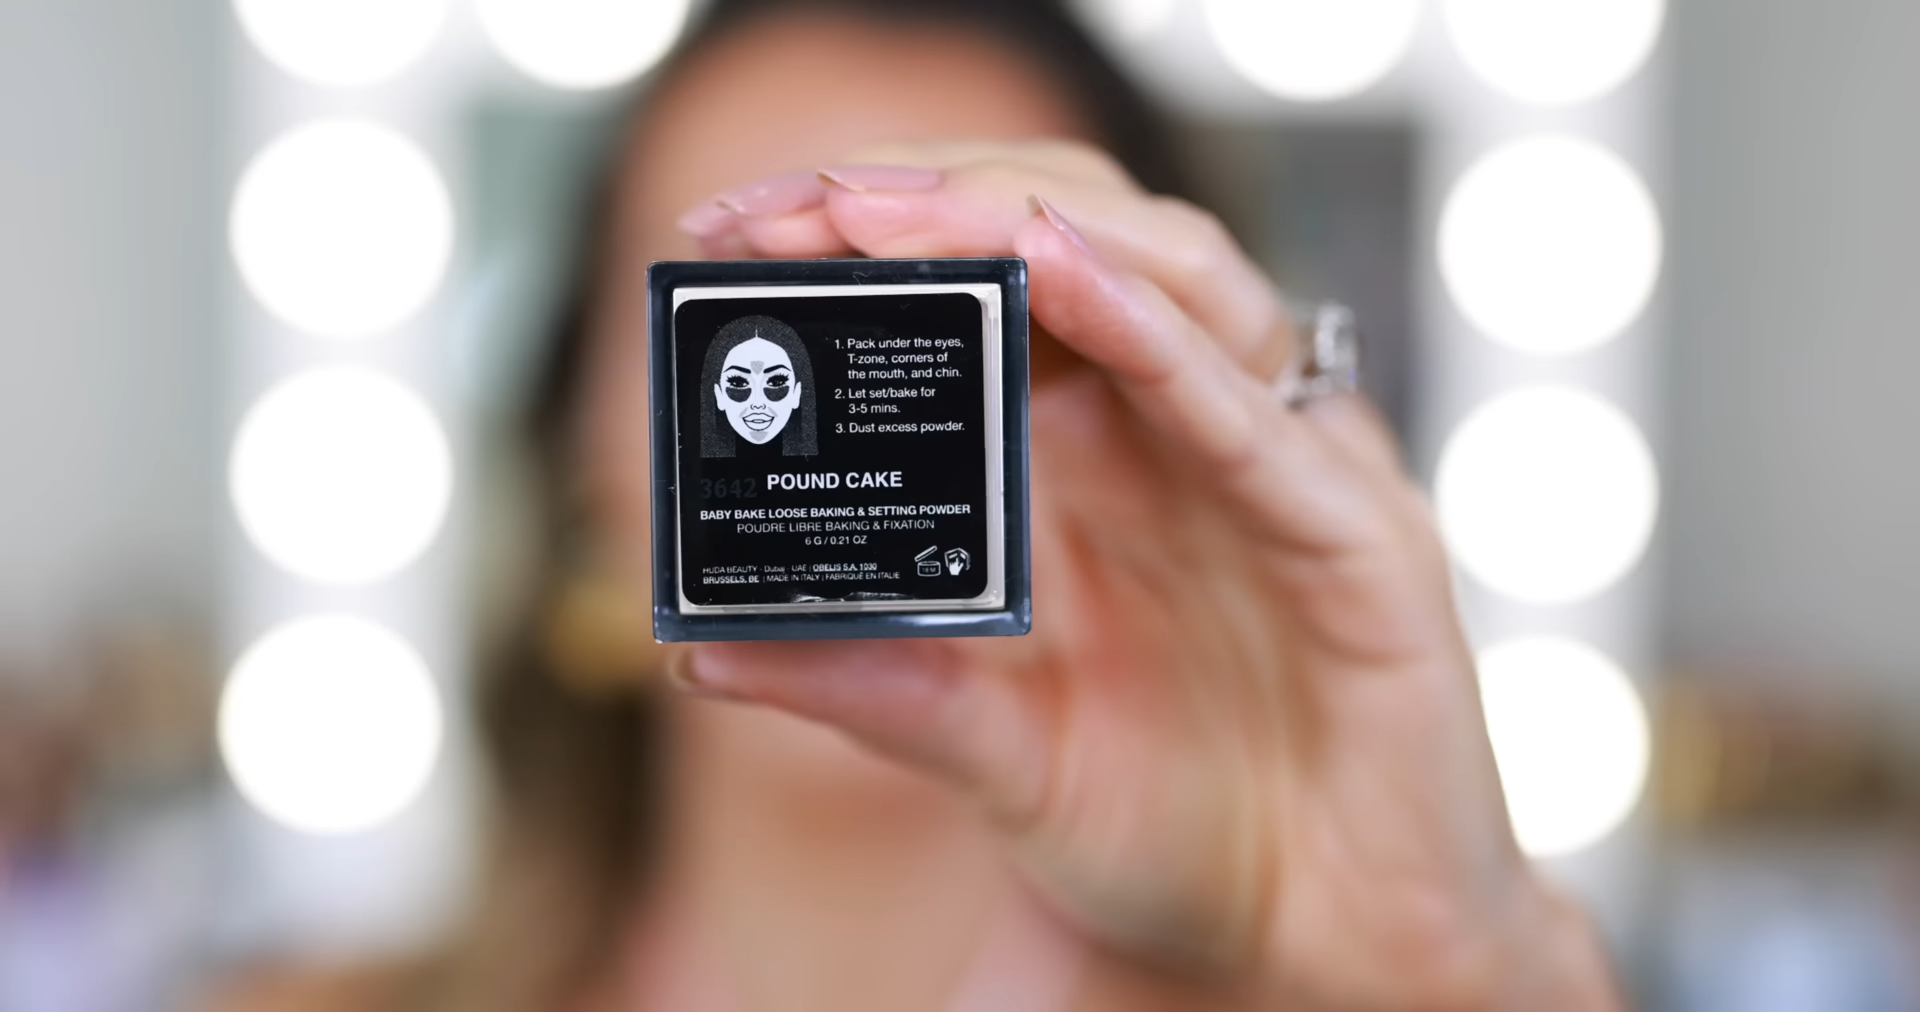 1. Pack under the eyes,
T-zone, corners of
the mouth, and chin.
2. Let set/bake for
3-5 mins.
3. Dust excess powder.
3642
POUND CAKE
BABY BAKE LOOSE BAKING & SETTING POWDER
POUDRE LIBRE BAKING & FIXATION
6 G / 0.21 OZ
HUDA BEAUTY - Dubai - UAE | OBELIS S.A. 1030
BRUSSELS, BE | MADE IN ITALY | FABRIQUÉ EN ITALIE